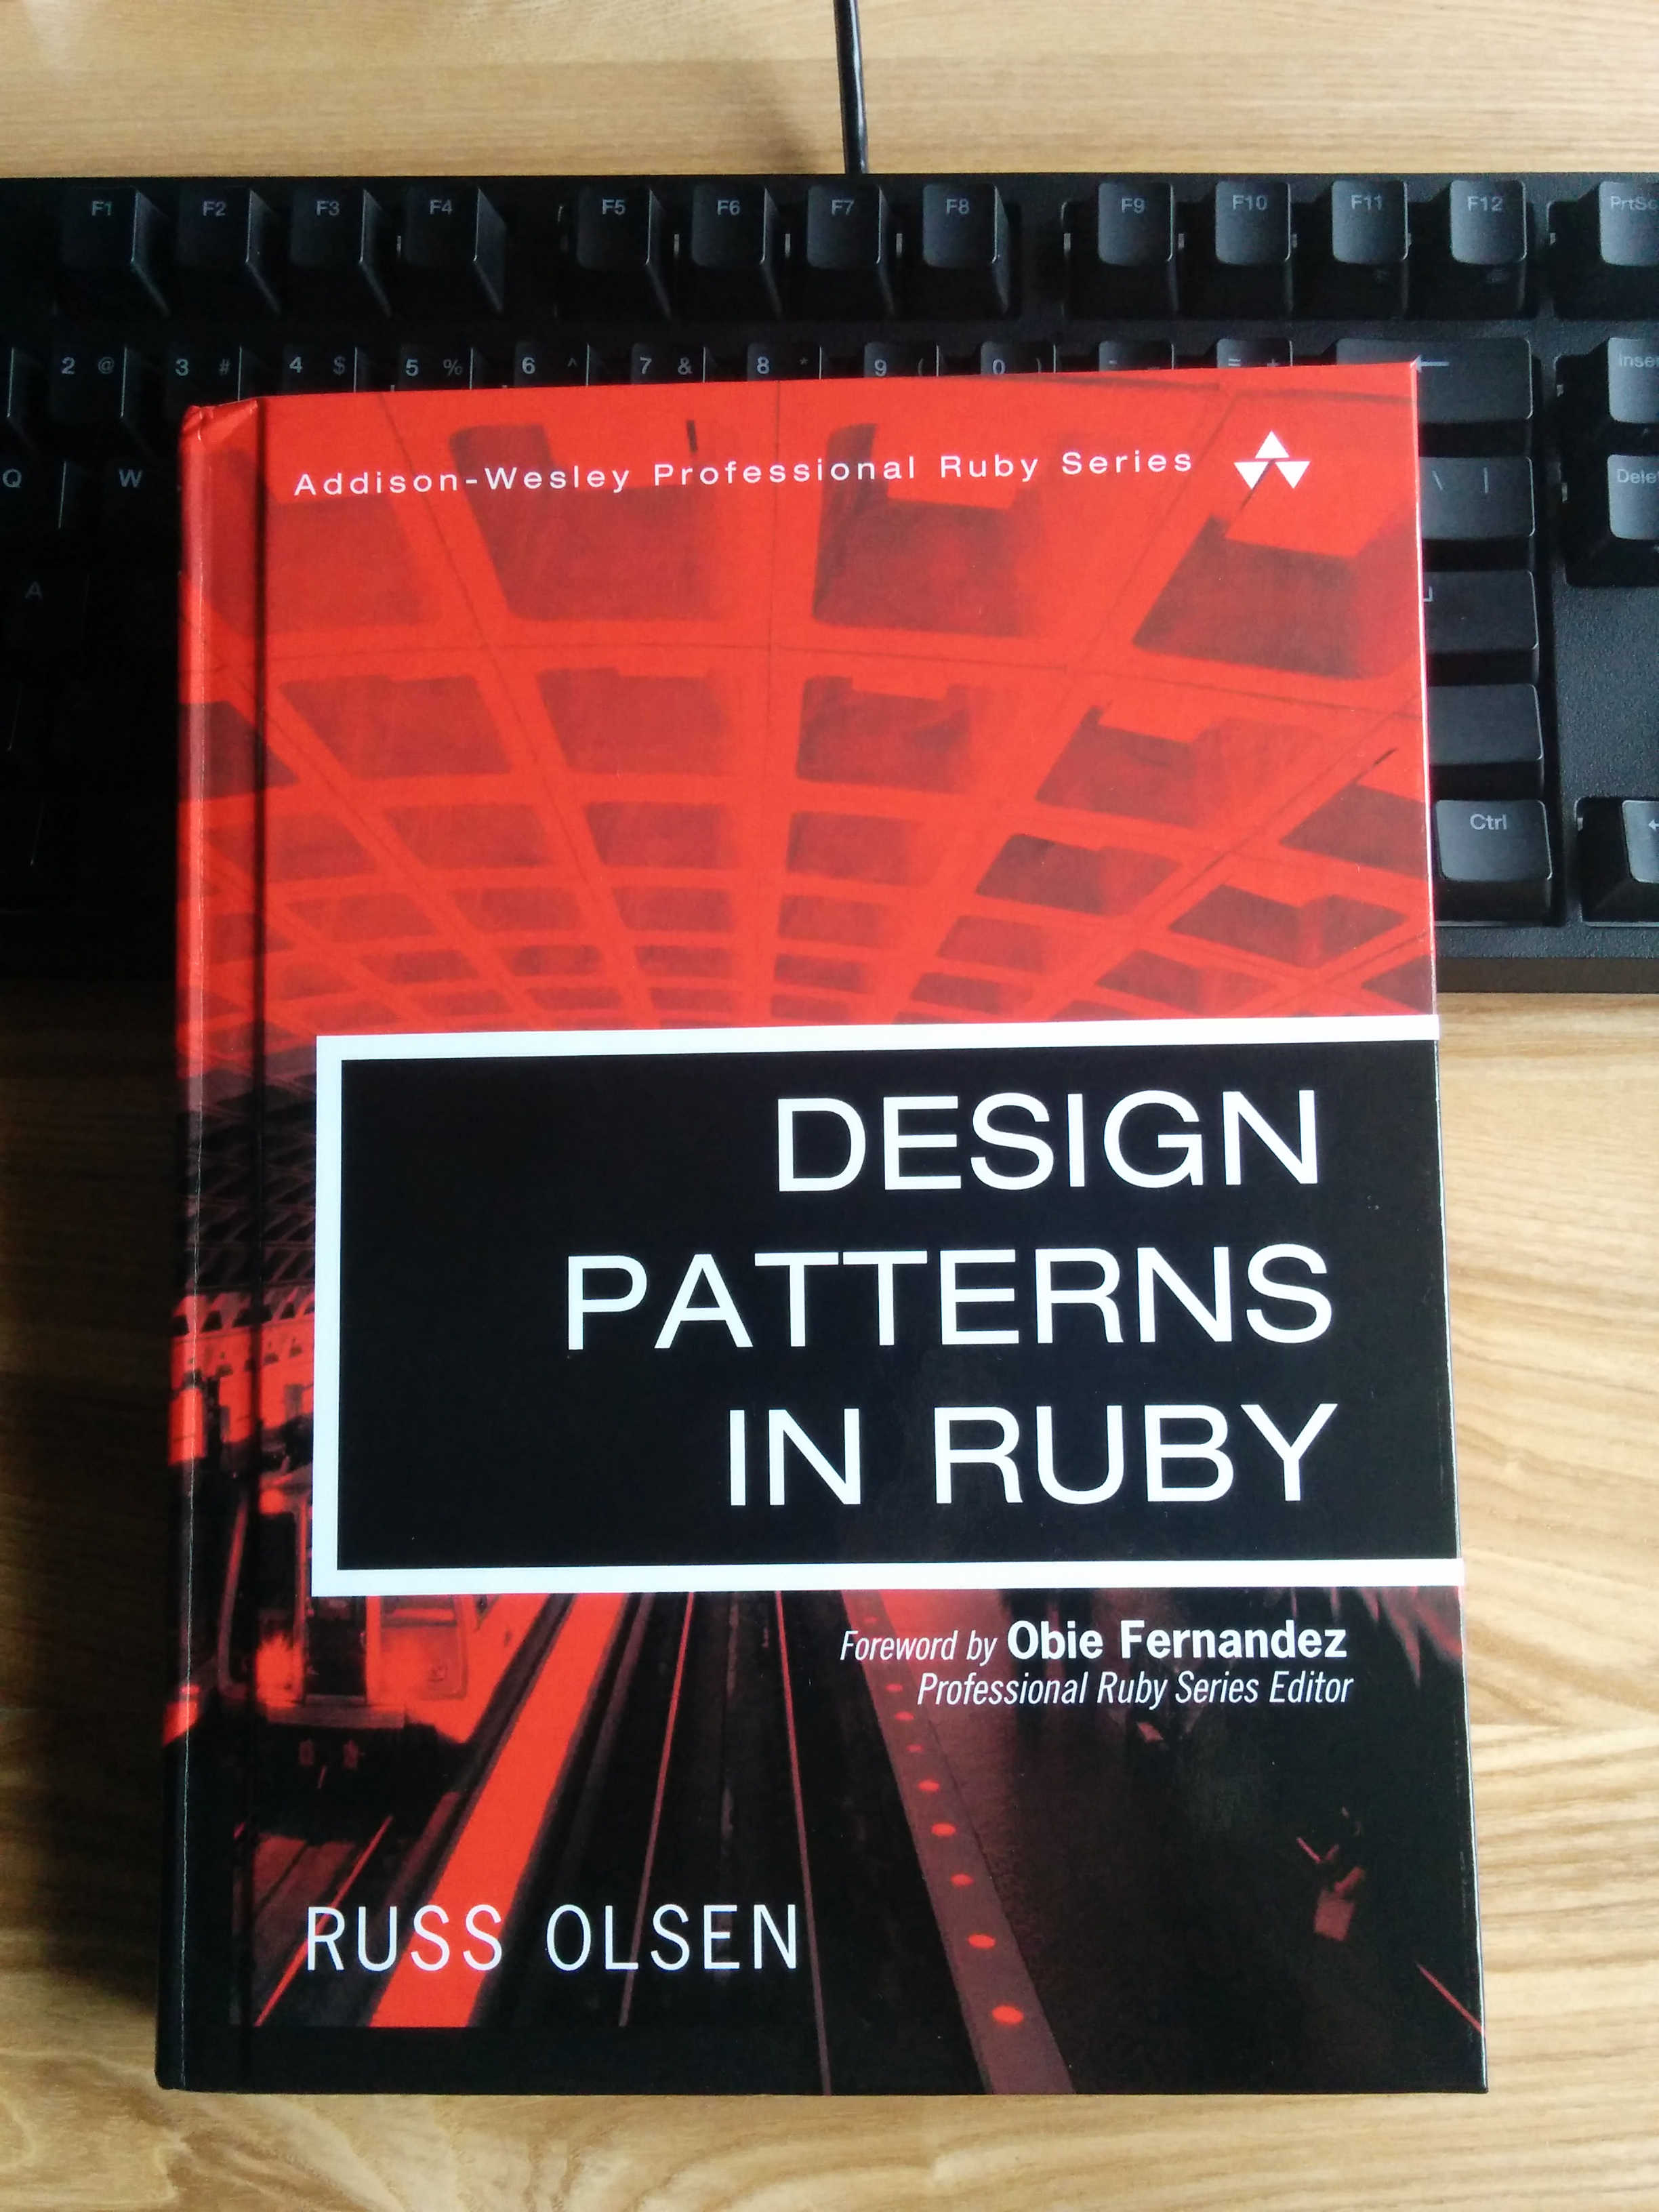 F1 F2 F3 F4 F5 F6 F7 F8 F9 F10 F11 F12
2 @ 3 # 4 $ 5 % 6 ^ 7 & 8 * 9 ( 0 ) - _ = +
Q W \ |
A
Ctrl
Addison-Wesley Professional Ruby Series
DESIGN
PATTERNS
IN RUBY
Foreword by Obie Fernandez
Professional Ruby Series Editor
RUSS OLSEN